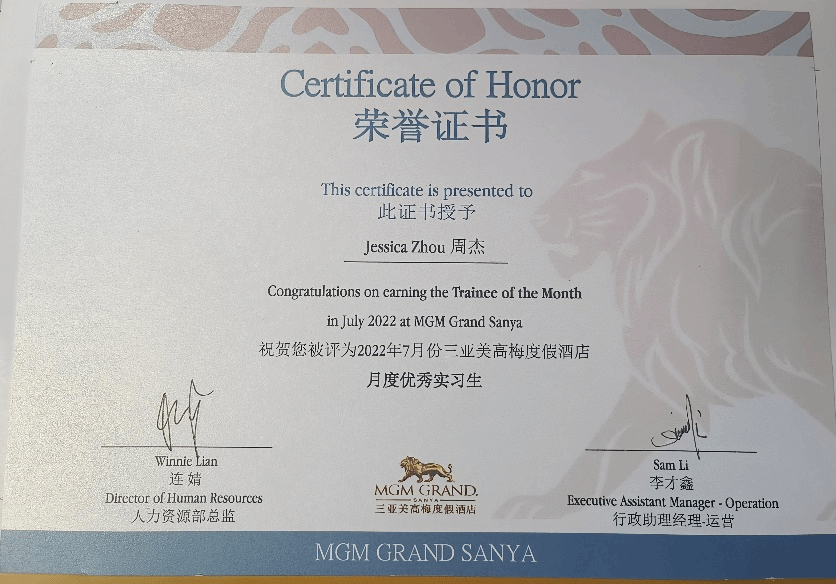 Certificate of Honor
荣誉证书
This certificate is presented to
此证书授予
Jessica Zhou 周杰
Congratulations on earning the Trainee of the Month
in July 2022 at MGM Grand Sanya
祝贺您被评为2022年7月份三亚美高梅度假酒店
月度优秀实习生
Winnie Lian
连婧
Director of Human Resources
人力资源部总监
MGM GRAND.
SANYA
三亚美高梅度假酒店
Sam Li
李才鑫
Executive Assistant Manager - Operation
行政助理经理-运营
MGM GRAND SANYA